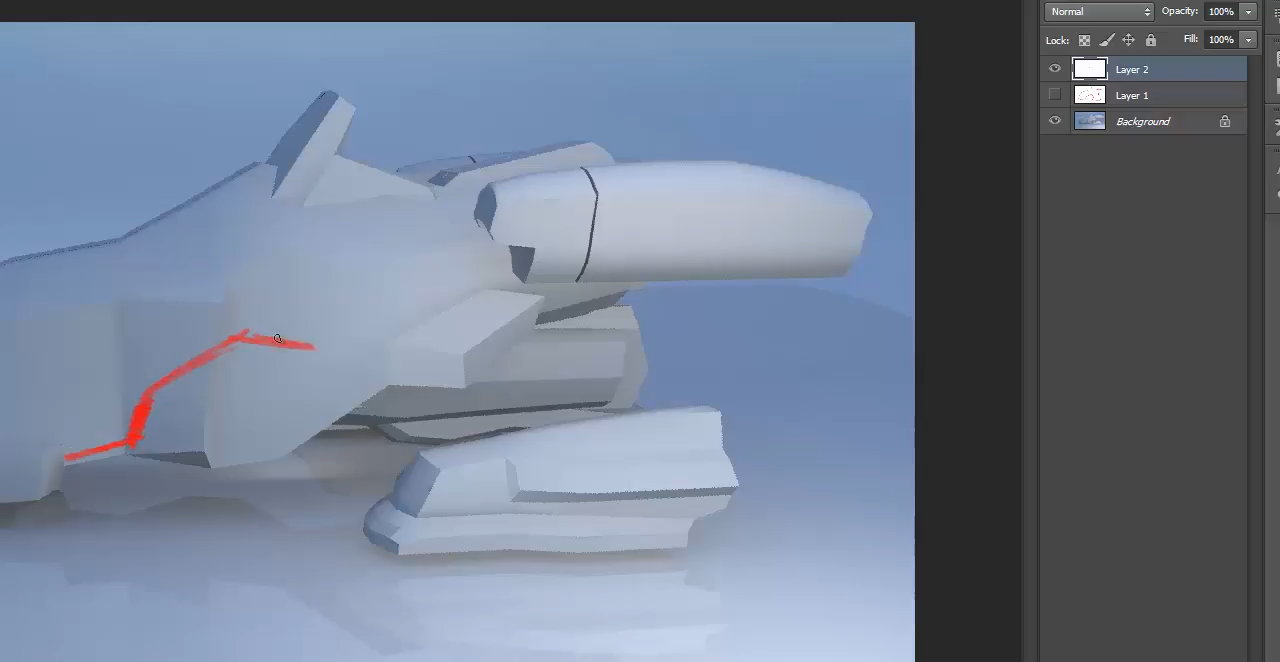 Normal Opacity: 100%
Lock: Fill: 100%
Layer 2
Layer 1
Background